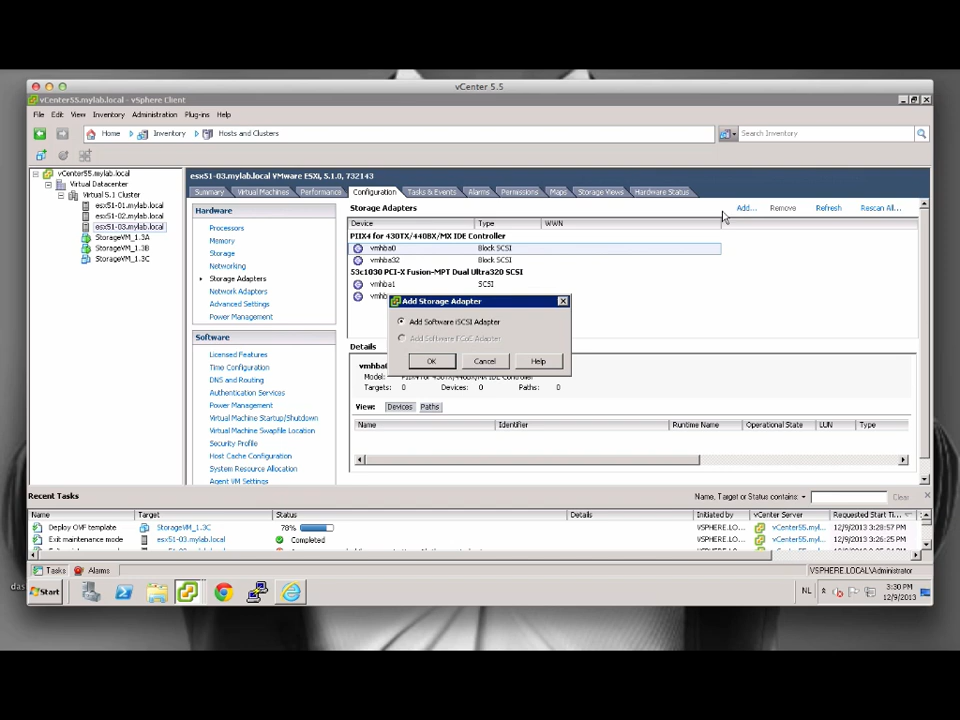 vCenter 5.5
vCenter55.mylab.local - vSphere Client
File Edit View Inventory Administration Plug-ins Help
Home Inventory Hosts and Clusters Search Inventory
vCenter55.mylab.local
Virtual Datacenter
Virtual 5.1 Cluster
esx51-01.mylab.local
esx51-02.mylab.local
esx51-03.mylab.local
StorageVM_1.3A
StorageVM_1.3B
StorageVM_1.3C
esx51-03.mylab.local VMware ESXi, 5.1.0, 732143
Summary Virtual Machines Performance Configuration Tasks & Events Alarms Permissions Maps Storage Views Hardware Status
Hardware
Processors
Memory
Storage
Networking
Storage Adapters
Network Adapters
Advanced Settings
Power Management
Software
Licensed Features
Time Configuration
DNS and Routing
Authentication Services
Power Management
Virtual Machine Startup/Shutdown
Virtual Machine Swapfile Location
Security Profile
Host Cache Configuration
System Resource Allocation
Agent VM Settings
Storage Adapters Add... Remove Refresh Rescan All...
Device Type WWN
PIIX4 for 430TX/440BX/MX IDE Controller
vmhba0 Block SCSI
vmhba32 Block SCSI
53c1030 PCI-X Fusion-MPT Dual Ultra320 SCSI
vmhba1 SCSI
Add Storage Adapter
Add Software iSCSI Adapter
Add Software FCoE Adapter
OK Cancel Help
Details
Model:
Targets: 0 Devices: 0 Paths: 0
View: Devices Paths
Name Identifier Runtime Name Operational State LUN Type
Recent Tasks Name, Target or Status contains: Clear
Name Target Status Details Initiated by vCenter Server Requested Start Ti...
Deploy OVF template StorageVM_1.3C 78% VSPHERE.LO... vCenter55.myl... 12/9/2013 3:28:57 PM
Exit maintenance mode esx51-03.mylab.local Completed VSPHERE.LO... vCenter55.myl... 12/9/2013 3:26:25 PM
Tasks Alarms VSPHERE.LOCAL\Administrator
das
Start NL 3:30 PM
12/9/2013